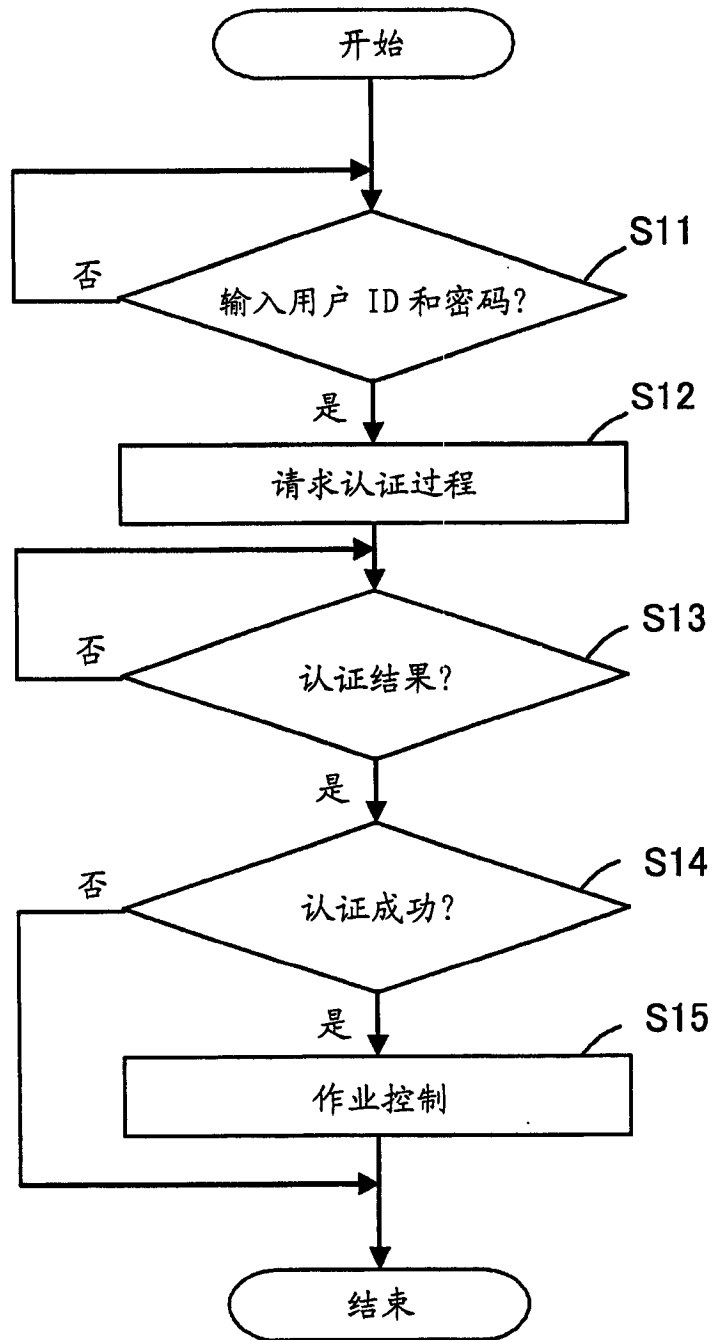 开始
S11
否
输入用户 ID 和密码?
是
S12
请求认证过程
S13
否
认证结果?
是
S14
否
认证成功?
是
S15
作业控制
结束